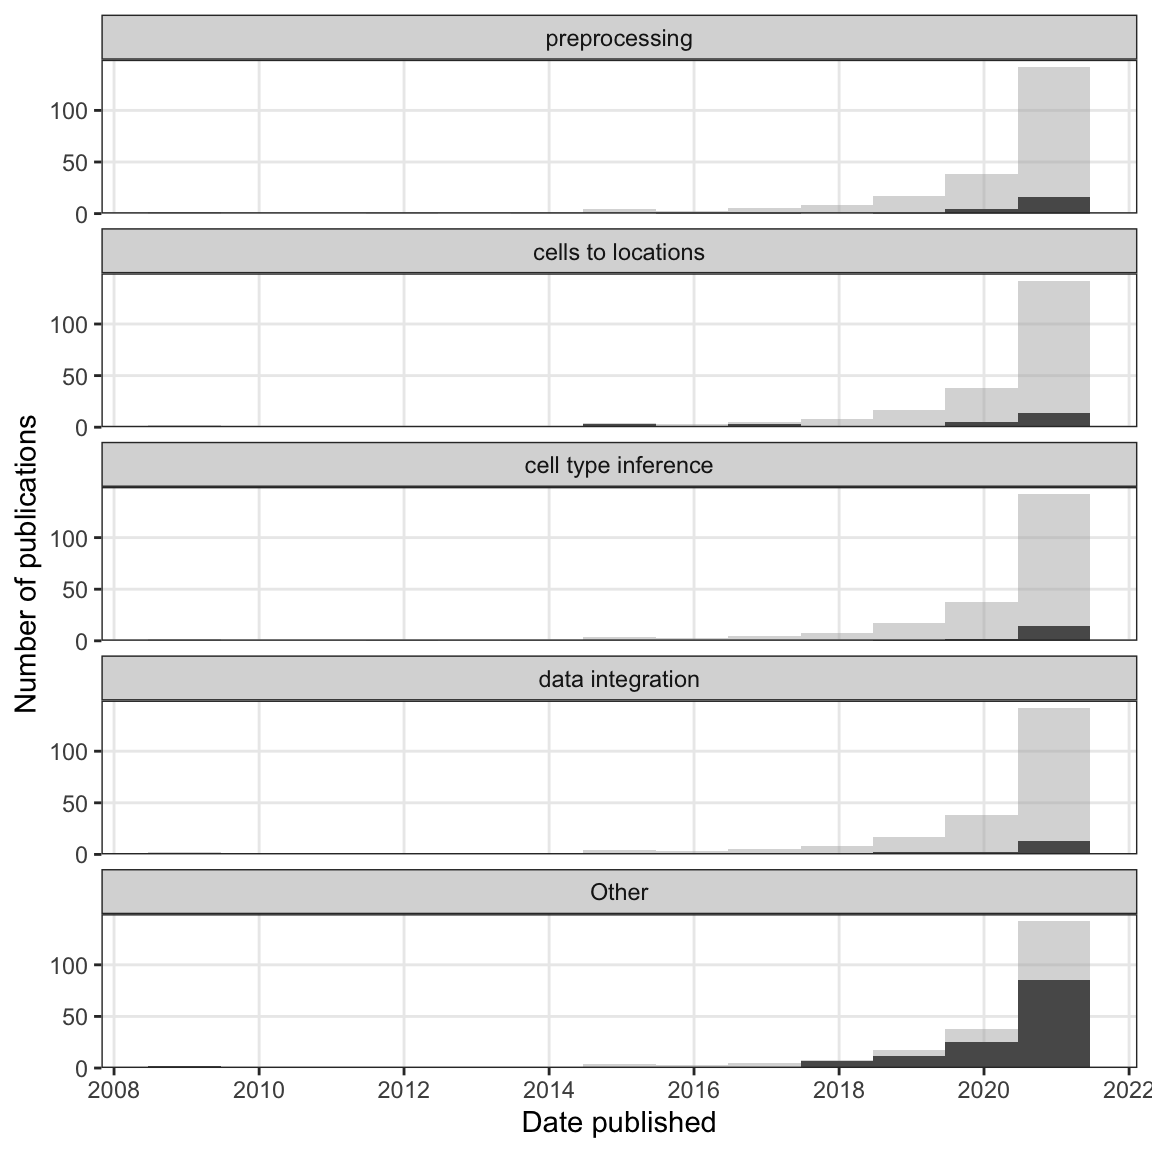 preprocessing
100
50
0
cells to locations
100
50
0
cell type inference
100
50
0
data integration
100
50
0
Other
100
50
0
2008 2010 2012 2014 2016 2018 2020 2022
Date published
Number of publications